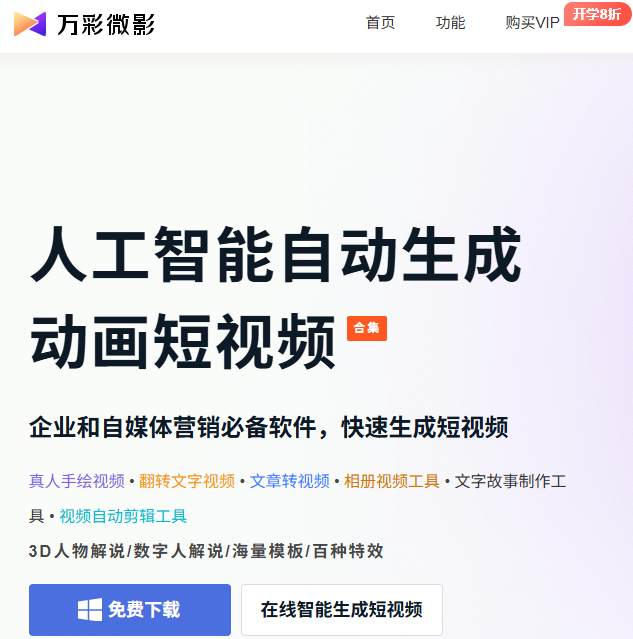 万彩微影 首页 功能 购买VIP 开学8折
人工智能自动生成
动画短视频 合集
企业和自媒体营销必备软件，快速生成短视频
真人手绘视频 • 翻转文字视频 • 文章转视频 • 相册视频工具 • 文字故事制作工
具 • 视频自动剪辑工具
3D人物解说/数字人解说/海量模板/百种特效
免费下载 在线智能生成短视频